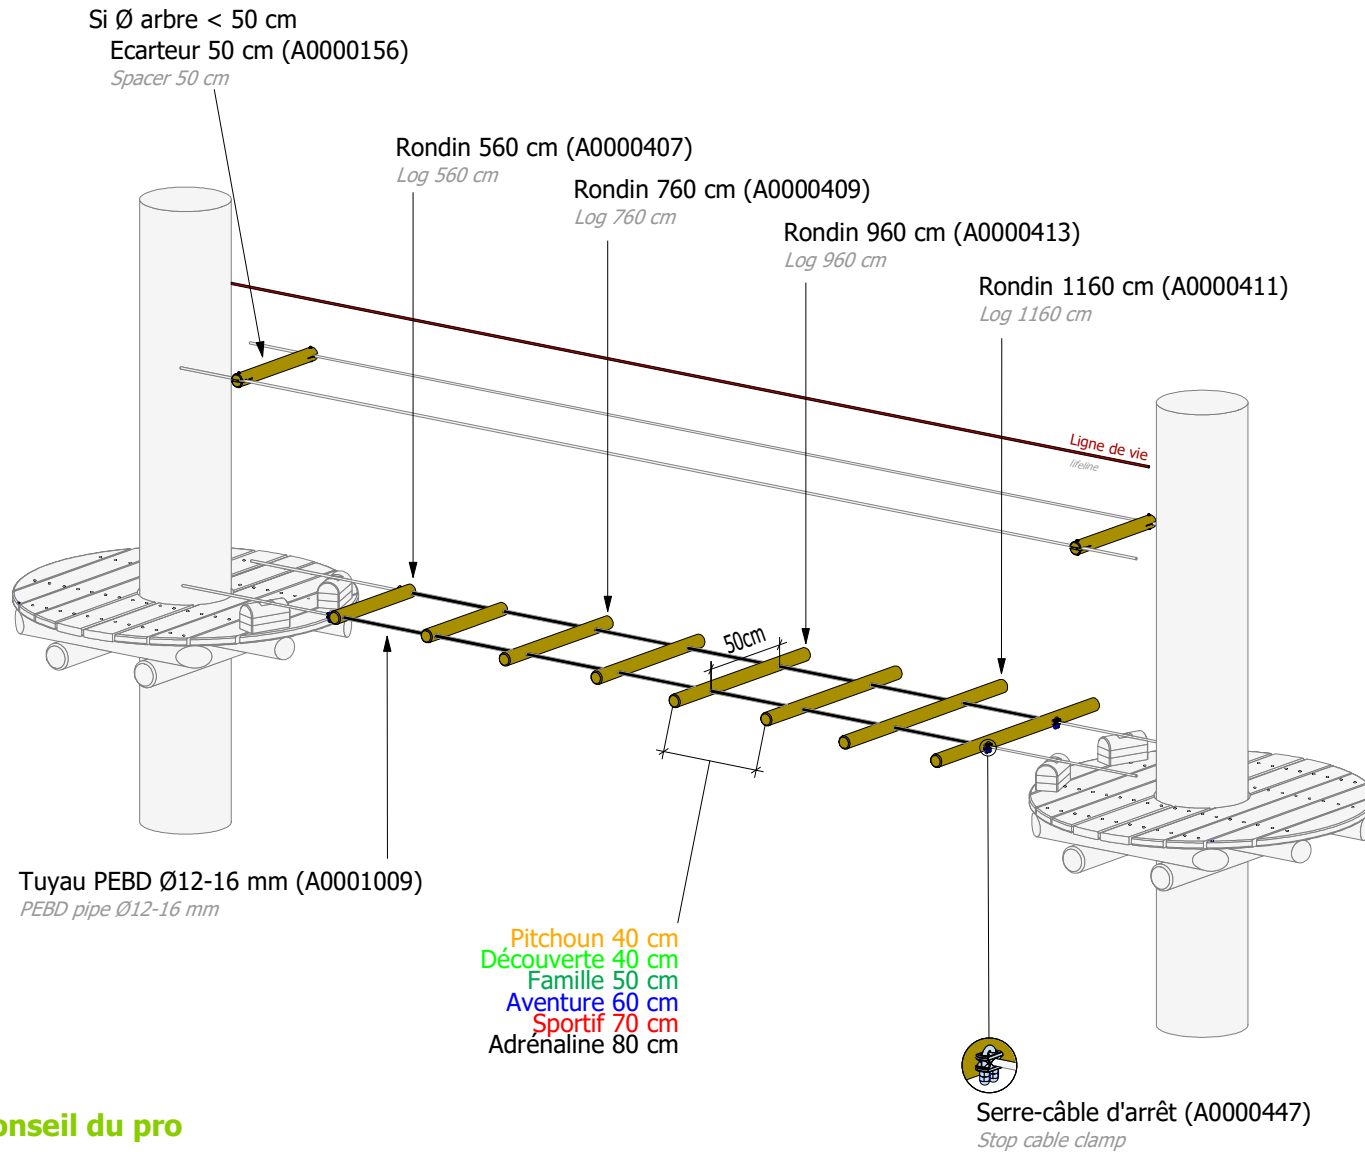 Si Ø arbre < 50 cm
Ecarteur 50 cm (A0000156)
Spacer 50 cm
Rondin 560 cm (A0000407)
Log 560 cm
Rondin 760 cm (A0000409)
Log 760 cm
Rondin 960 cm (A0000413)
Log 960 cm
Rondin 1160 cm (A0000411)
Log 1160 cm
Ligne de vie
lifeline
50cm
Tuyau PEBD Ø12-16 mm (A0001009)
PEBD pipe Ø12-16 mm
Pitchoun 40 cm
Découverte 40 cm
Famille 50 cm
Aventure 60 cm
Sportif 70 cm
Adrénaline 80 cm
Serre-câble d'arrêt (A0000447)
Stop cable clamp
onseil du pro